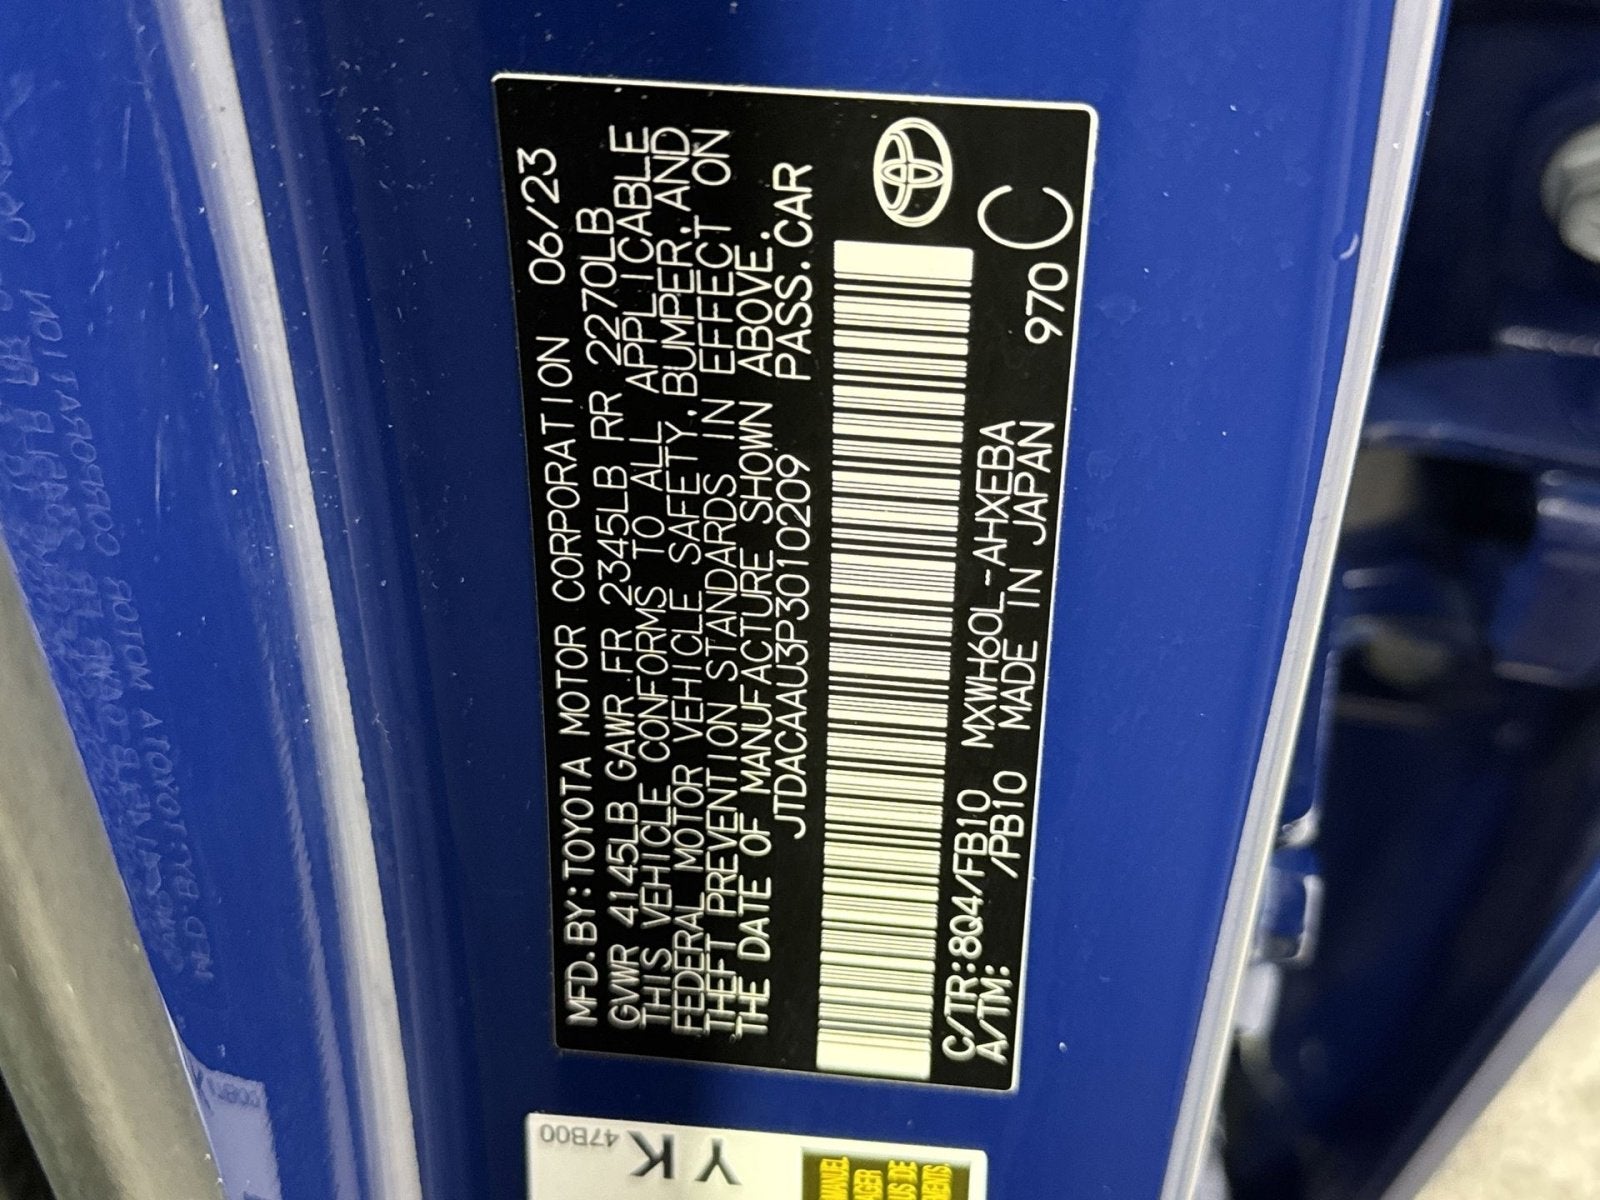 MFD.BY:TOYOTA MOTOR CORPORATION 06/23
GVWR 4145LB GAWR FR 2345LB RR 2270LB
THIS VEHICLE CONFORMS TO ALL APPLICABLE
FEDERAL MOTOR VEHICLE SAFETY, BUMPER, AND
THEFT PREVENTION STANDARDS IN EFFECT ON
THE DATE OF MANUFACTURE SHOWN ABOVE.
JTDACAAU3P3010209 PASS.CAR
C/TR:8Q4/FB10 MXWH60L-AHXEBA 970 C
A/TM: /PB10 MADE IN JAPAN
YK
47B00
MANUEL